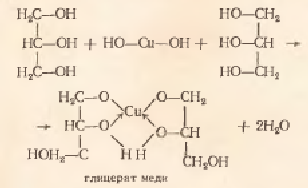 H₂C—OH HO—CH₂
HC—OH + HO—Cu—OH + HO—CH →
H₂C—OH HO—CH₂
H₂C—O O—CH₂
→ HC—O Cu O—CH + 2H₂O
HOH₂—C H H CH₂OH
глицерат меди